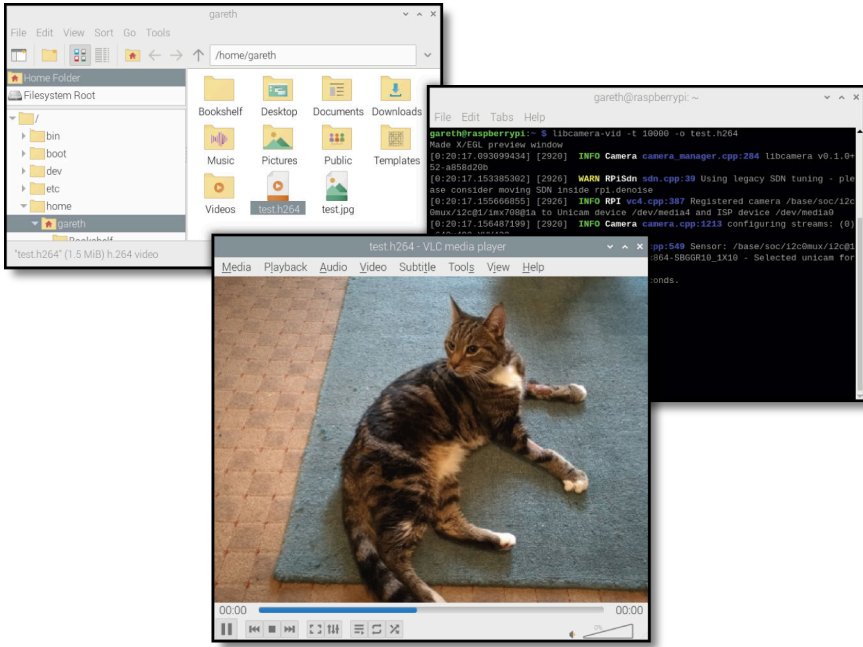 gareth
File Edit View Sort Go Tools
/home/gareth
Home Folder
Filesystem Root
/
bin
boot
dev
etc
home
gareth
Bookshelf
Bookshelf Desktop Documents Downloads
Music Pictures Public Templates
Videos test.h264 test.jpg
"test.h264" (1.5 MiB) h.264 video
gareth@raspberrypi: ~
File Edit Tabs Help
gareth@raspberrypi:~ $ libcamera-vid -t 10000 -o test.h264
Made X/EGL preview window
[0:20:17.093099434] [2920] INFO Camera camera_manager.cpp:284 libcamera v0.1.0+
52-a858d20b
[0:20:17.153385302] [2926] WARN RPiSdn sdn.cpp:39 Using legacy SDN tuning - ple
ase consider moving SDN inside rpi.denoise
[0:20:17.155666855] [2926] INFO RPI vc4.cpp:387 Registered camera /base/soc/i2c
0mux/i2c@1/imx708@1a to Unicam device /dev/media4 and ISP device /dev/media0
[0:20:17.156487199] [2920] INFO Camera camera.cpp:1213 configuring streams: (0)
pp:549 Sensor: /base/soc/i2c0mux/i2c@1
864-SBGGR10_1X10 - Selected unicam for
onds.
test.h264 - VLC media player
Media Playback Audio Video Subtitle Tools View Help
00:00 00:00